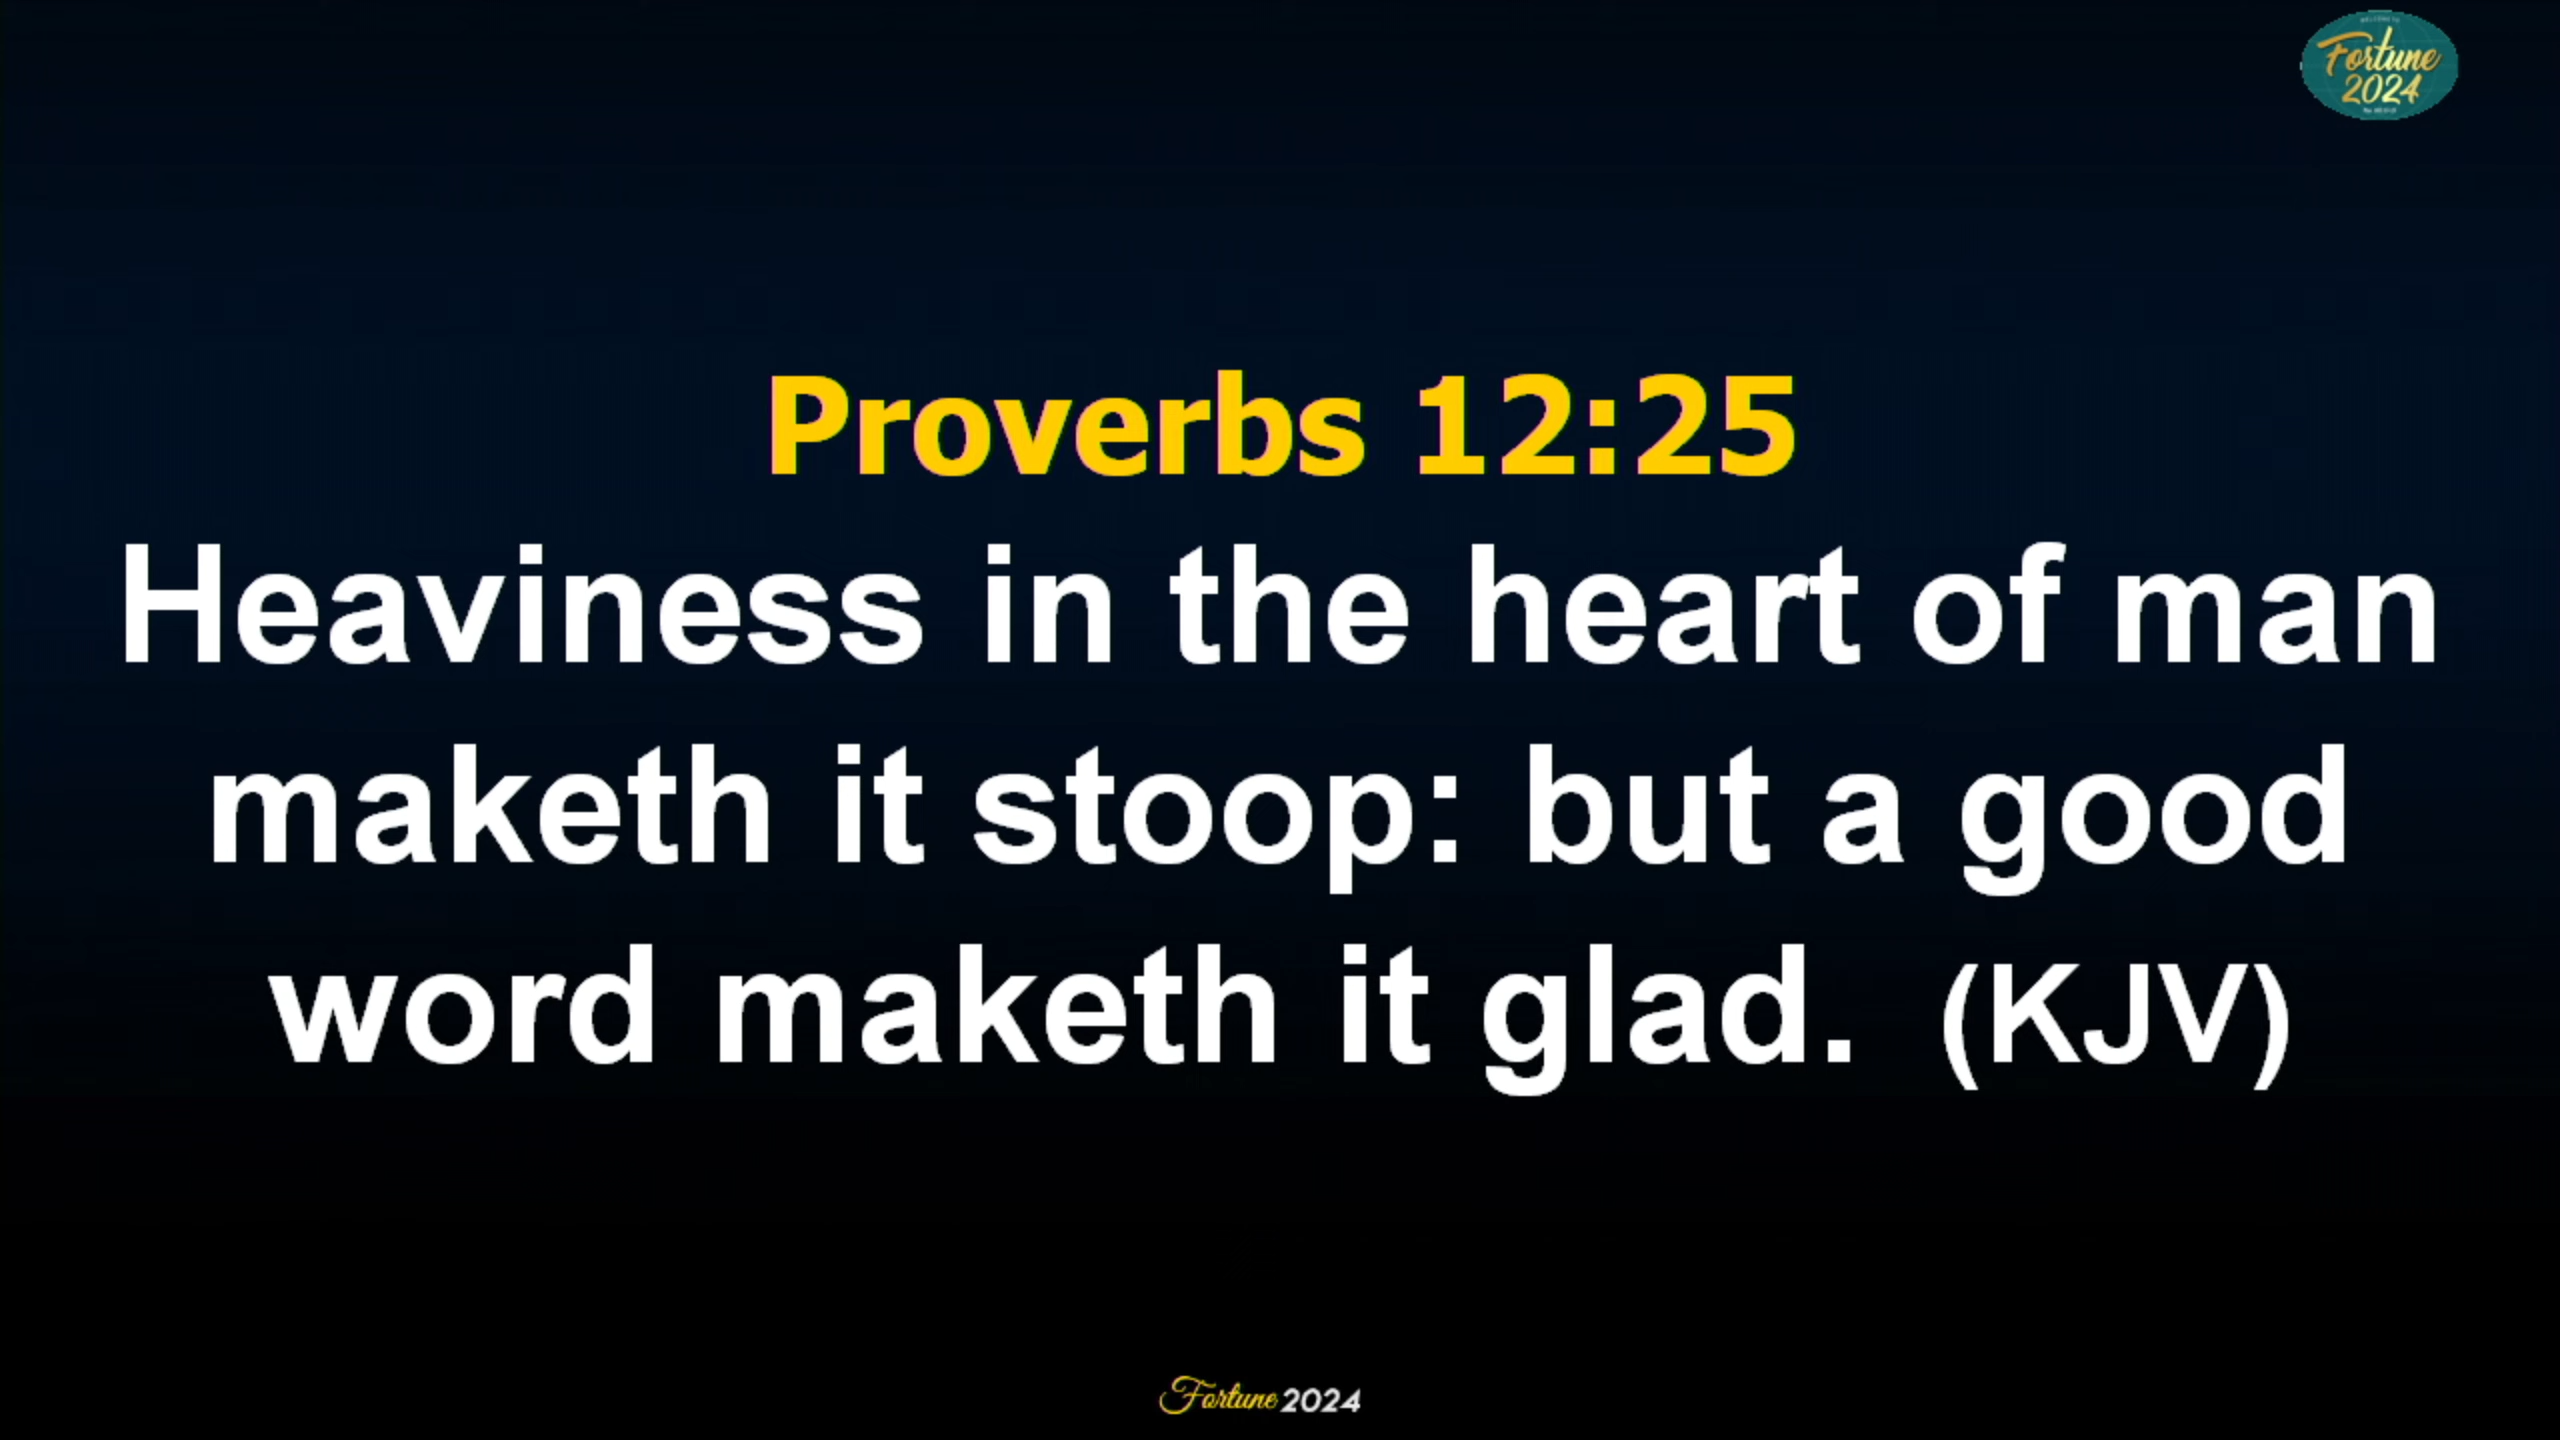 Fortune
2024
Proverbs 12:25
Heaviness in the heart of man
maketh it stoop: but a good
word maketh it glad. (KJV)
Fortune 2024